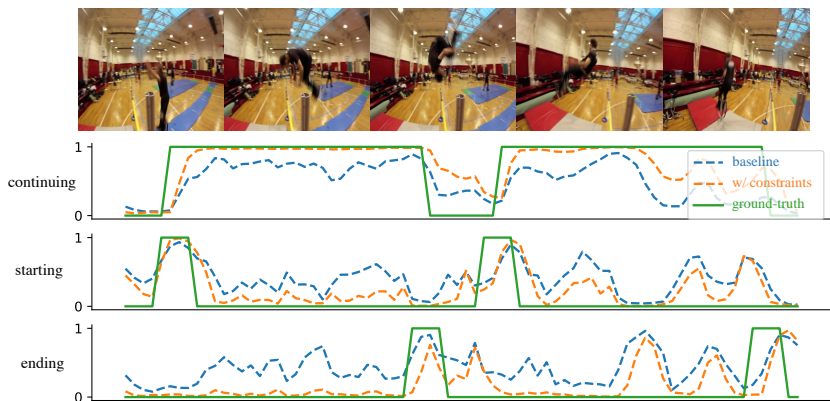 continuing
1
0
baseline
w/ constraints
ground-truth
starting
1
0
ending
1
0